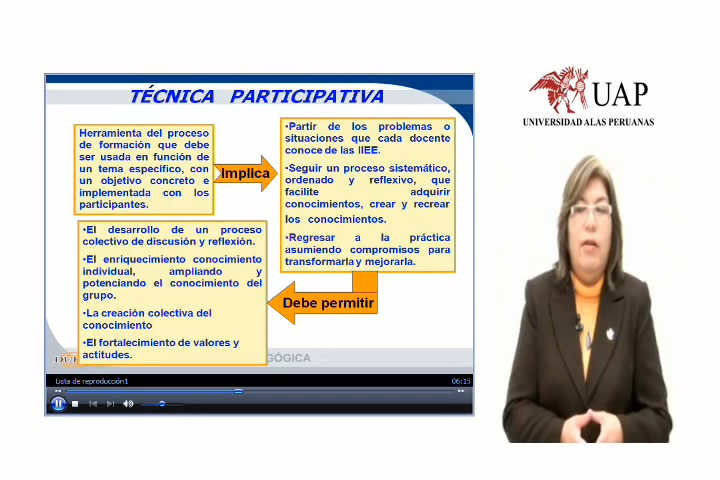 TÉCNICA PARTICIPATIVA
Herramienta del proceso
de formación que debe
ser usada en función de
un tema específico, con
un objetivo concreto e
implementada con los
participantes.
Implica
•Partir de los problemas o
situaciones que cada docente
conoce de las IIEE.
•Seguir un proceso sistemático,
ordenado y reflexivo, que
facilite adquirir
conocimientos, crear y recrear
los conocimientos.
•Regresar a la práctica
asumiendo compromisos para
transformarla y mejorarla.
Debe permitir
•El desarrollo de un proceso
colectivo de discusión y reflexión.
•El enriquecimiento conocimiento
individual, ampliando y
potenciando el conocimiento del
grupo.
•La creación colectiva del
conocimiento
•El fortalecimiento de valores y
actitudes.
GÓGICA
Lista de reproducción1
06:15
UAP
UNIVERSIDAD ALAS PERUANAS